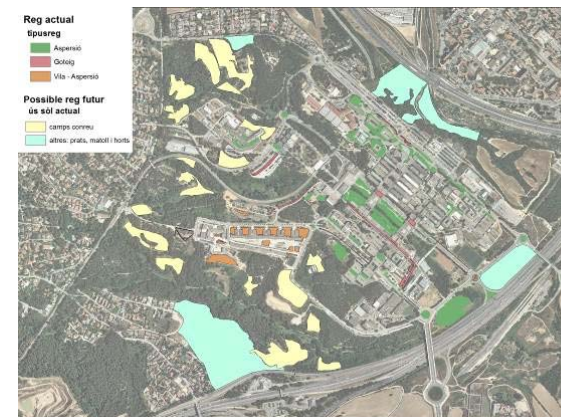 Reg actual
tipusreg
Aspersió
Goteig
Vila - Aspersió
Possible reg futur
ús sòl actual
camps conreu
altres: prats, matoll i horts